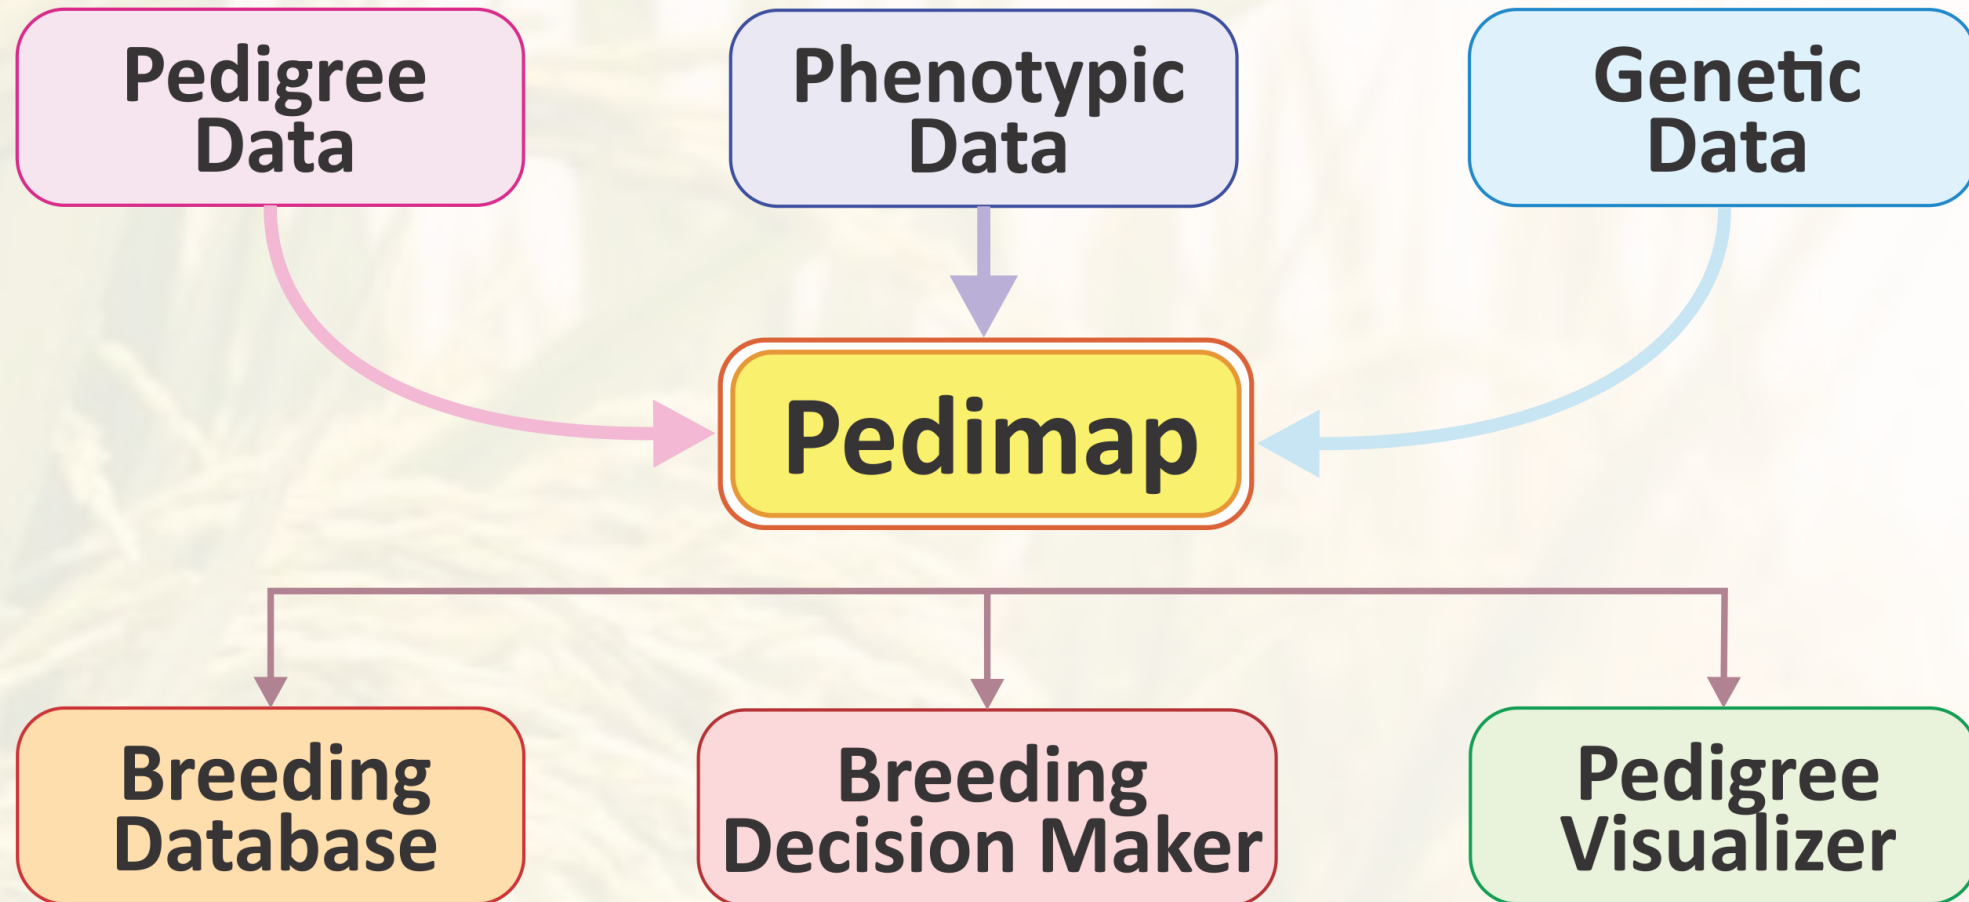 Pedigree
Data
Phenotypic
Data
Genetic
Data
Pedimap
Breeding
Database
Breeding
Decision Maker
Pedigree
Visualizer